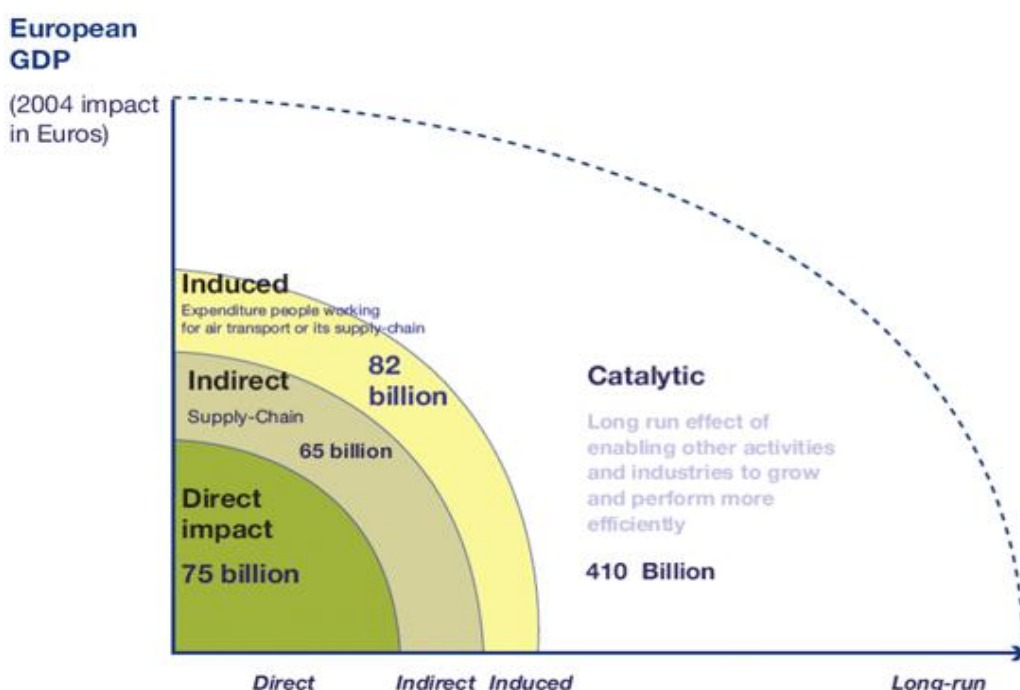 European
GDP
(2004 impact
in Euros)
Induced
Expenditure people working
for air transport or its supply-chain
82
billion
Indirect
Supply-Chain
65 billion
Direct
impact
75 billion
Catalytic
Long run effect of
enabling other activities
and industries to grow
and perform more
efficiently
410 Billion
Direct Indirect Induced Long-run